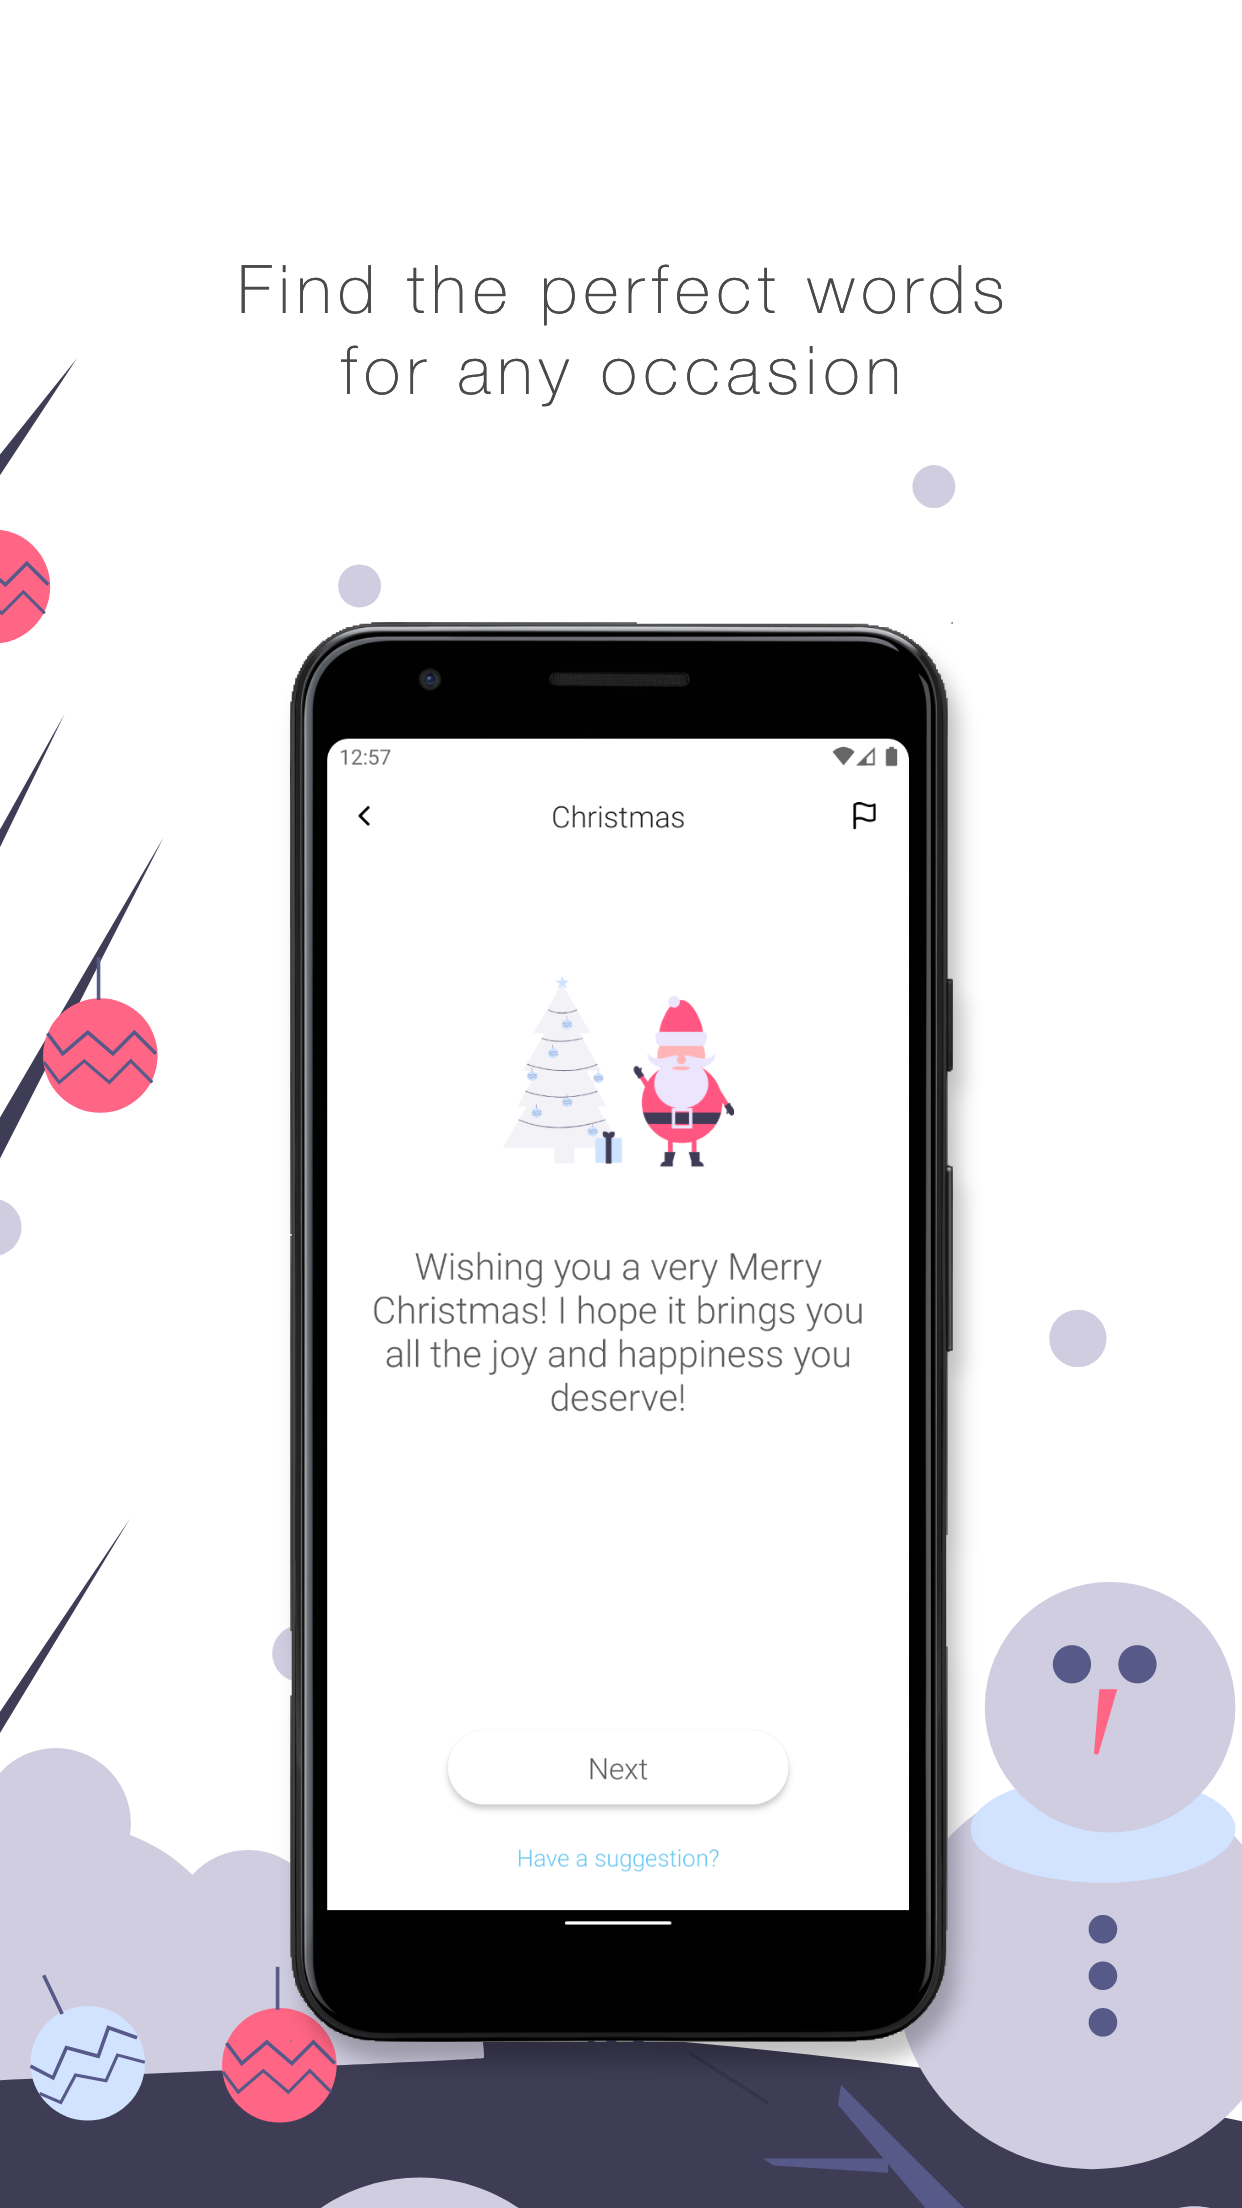 Find the perfect words
for any occasion
12:57
Christmas
Wishing you a very Merry
Christmas! I hope it brings you
all the joy and happiness you
deserve!
Next
Have a suggestion?